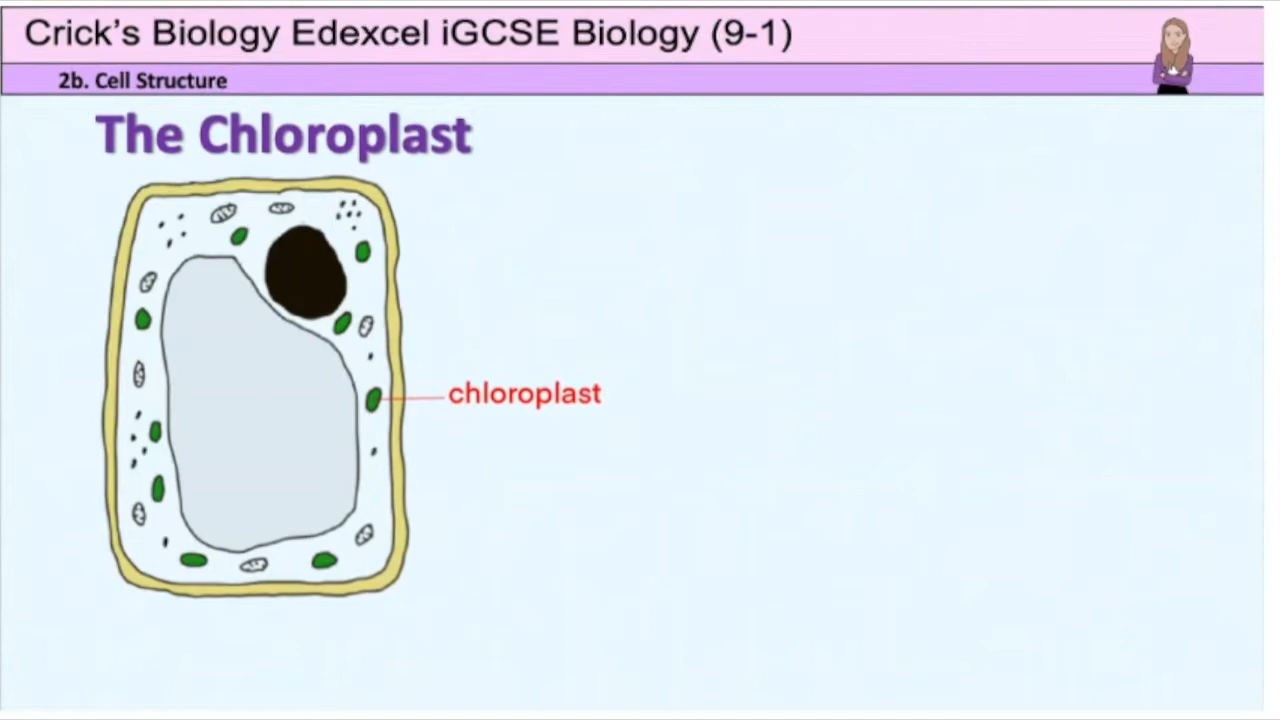 Crick's Biology Edexcel iGCSE Biology (9-1)
2b. Cell Structure
The Chloroplast
chloroplast